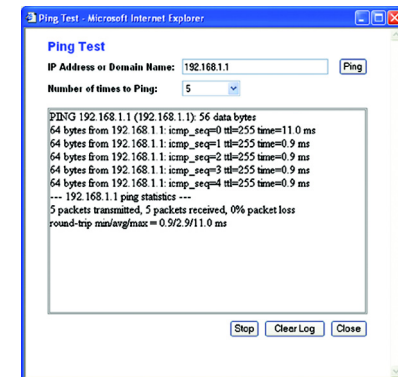 Ping Test - Microsoft Internet Explorer
Ping Test
IP Address or Domain Name: 192.168.1.1 Ping
Number of times to Ping: 5
PING 192.168.1.1 (192.168.1.1): 56 data bytes
64 bytes from 192.168.1.1: icmp_seq=0 ttl=255 time=11.0 ms
64 bytes from 192.168.1.1: icmp_seq=1 ttl=255 time=0.9 ms
64 bytes from 192.168.1.1: icmp_seq=2 ttl=255 time=0.9 ms
64 bytes from 192.168.1.1: icmp_seq=3 ttl=255 time=0.9 ms
64 bytes from 192.168.1.1: icmp_seq=4 ttl=255 time=0.9 ms
--- 192.168.1.1 ping statistics ---
5 packets transmitted, 5 packets received, 0% packet loss
round-trip min/avg/max = 0.9/2.9/11.0 ms
Stop Clear Log Close